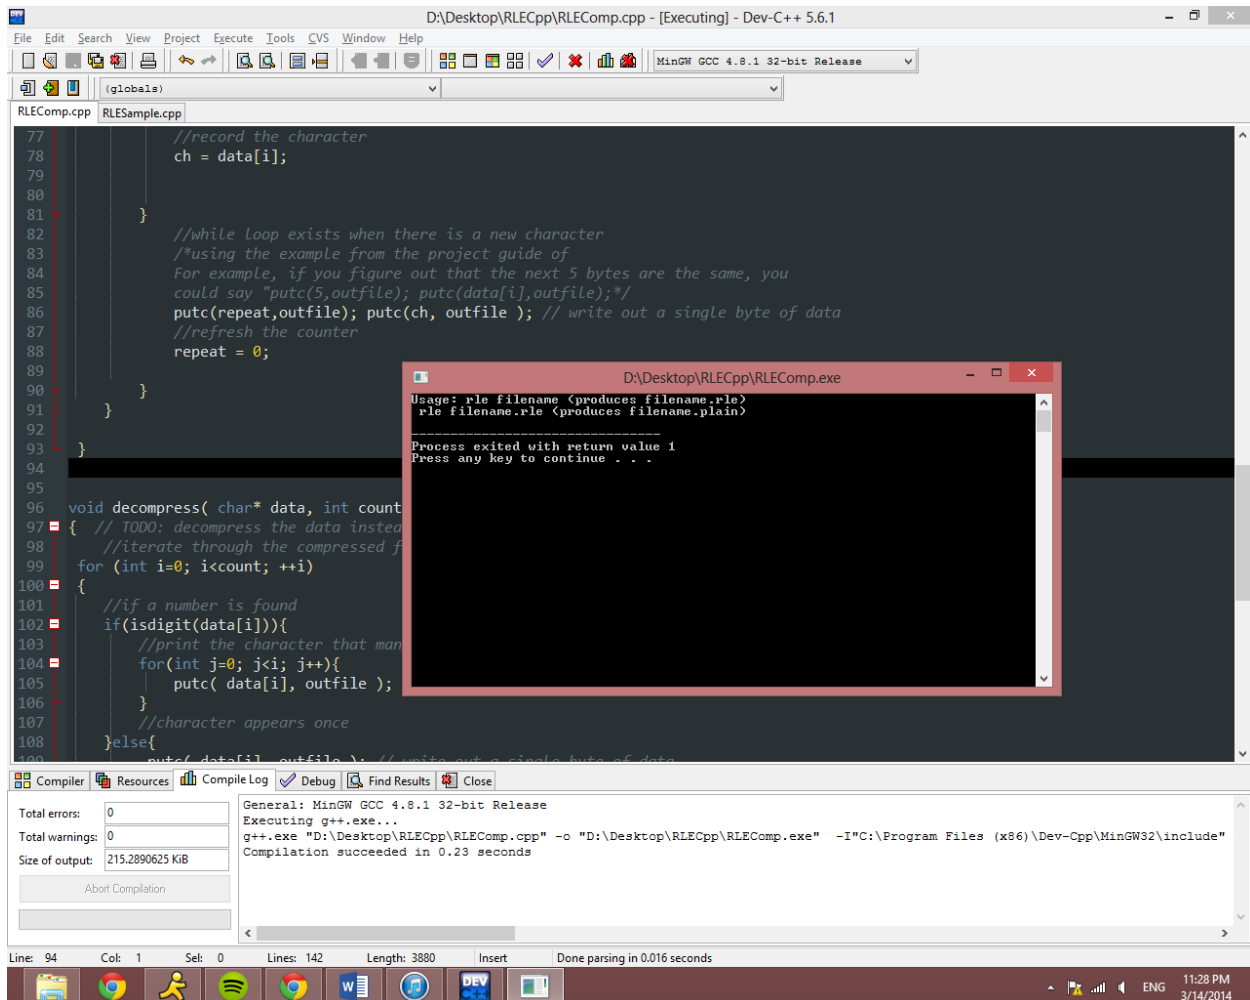 D:\Desktop\RLECpp\RLEComp.cpp - [Executing] - Dev-C++ 5.6.1
File Edit Search View Project Execute Tools CVS Window Help
MinGW GCC 4.8.1 32-bit Release
(globals)
RLEComp.cpp RLESample.cpp
77 //record the character
78 ch = data[i];
79
80
81 }
82 //while loop exists when there is a new character
83 /*using the example from the project guide of
84 For example, if you figure out that the next 5 bytes are the same, you
85 could say "putc(5,outfile); putc(data[i],outfile);*/
86 putc(repeat,outfile); putc(ch, outfile ); // write out a single byte of data
87 //refresh the counter
88 repeat = 0;
89
90 }
91 }
92
93 }
94
95
96 void decompress( char* data, int count
97 { // TODO: decompress the data instea
98 //iterate through the compressed f
99 for (int i=0; i<count; ++i)
100 {
101 //if a number is found
102 if(isdigit(data[i])){
103 //print the character that man
104 for(int j=0; j<i; j++){
105 putc( data[i], outfile );
106 }
107 //character appears once
108 }else{
109 putc( data[i], outfile ); // write out a single byte of data
D:\Desktop\RLECpp\RLEComp.exe
Usage: rle filename (produces filename.rle)
rle filename.rle (produces filename.plain)
--------------------------------
Process exited with return value 1
Press any key to continue . . .
Compiler Resources Compile Log Debug Find Results Close
Total errors: 0
Total warnings: 0
Size of output: 215.2890625 KiB
Abort Compilation
General: MinGW GCC 4.8.1 32-bit Release
Executing g++.exe...
g++.exe "D:\Desktop\RLECpp\RLEComp.cpp" -o "D:\Desktop\RLECpp\RLEComp.exe" -I"C:\Program Files (x86)\Dev-Cpp\MinGW32\include"
Compilation succeeded in 0.23 seconds
Line: 94 Col: 1 Sel: 0 Lines: 142 Length: 3880 Insert Done parsing in 0.016 seconds
DEV
ENG
11:28 PM
3/14/2014